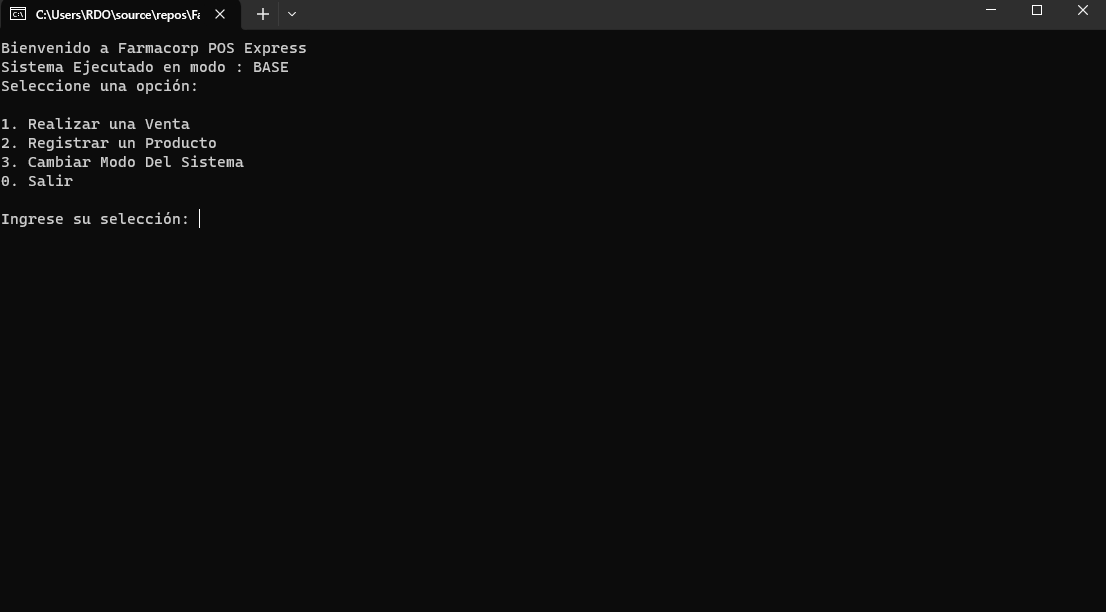 C:\Users\RDO\source\repos\Fa
Bienvenido a Farmacorp POS Express
Sistema Ejecutado en modo : BASE
Seleccione una opción:
1. Realizar una Venta
2. Registrar un Producto
3. Cambiar Modo Del Sistema
0. Salir
Ingrese su selección: